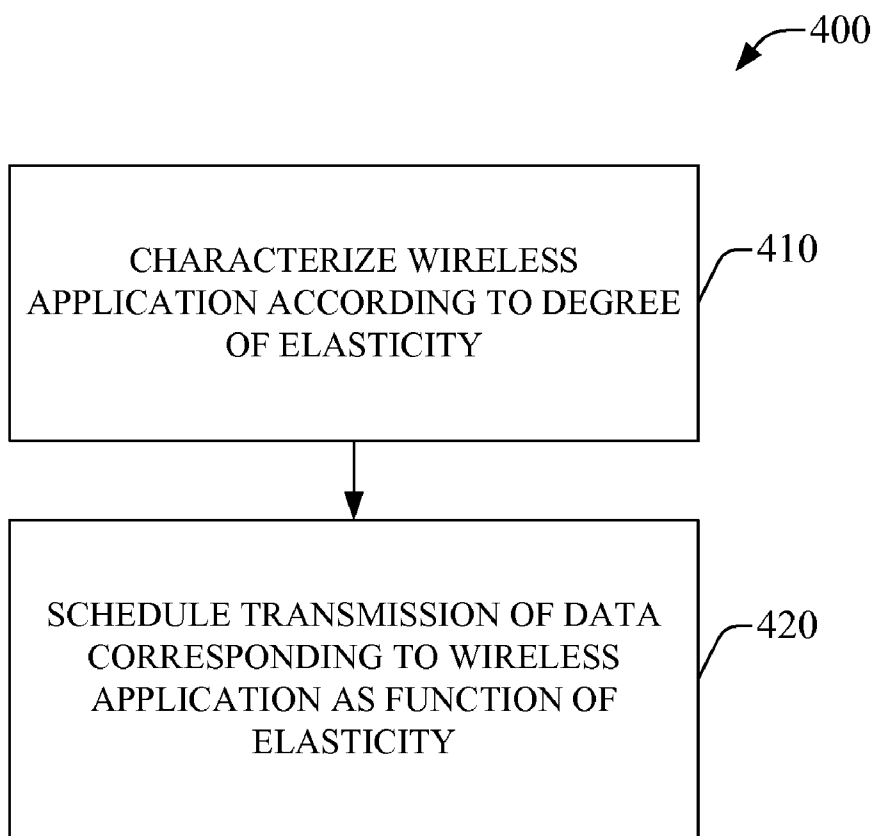 400
CHARACTERIZE WIRELESS
APPLICATION ACCORDING TO DEGREE
OF ELASTICITY
410
SCHEDULE TRANSMISSION OF DATA
CORRESPONDING TO WIRELESS
APPLICATION AS FUNCTION OF
ELASTICITY
420